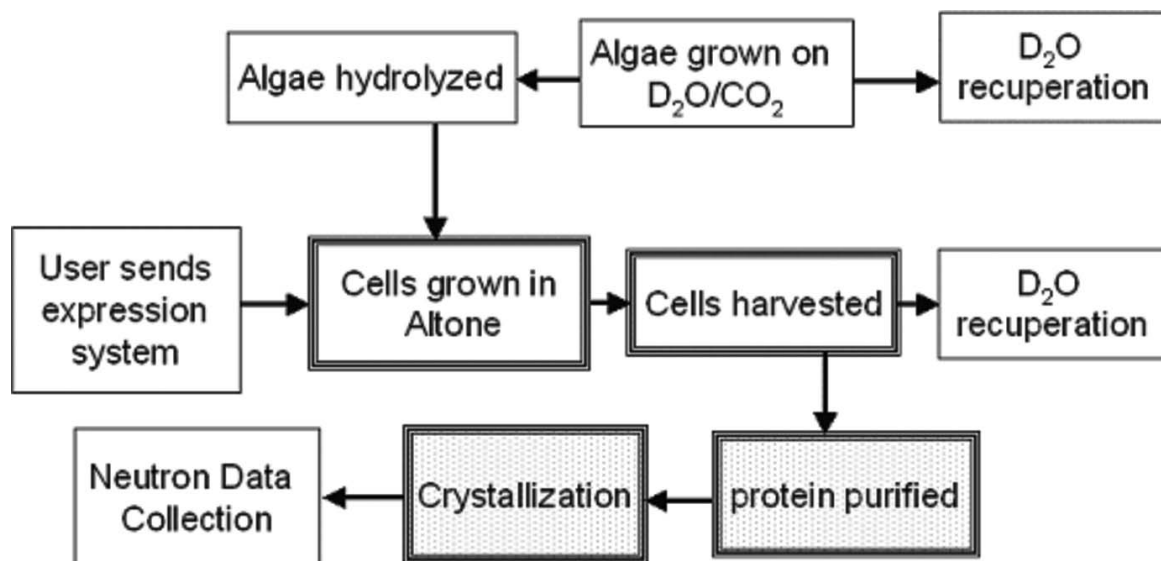 Algae hydrolyzed
Algae grown on
D₂O/CO₂
D₂O
recuperation
User sends
expression
system
Cells grown in
Altone
Cells harvested
D₂O
recuperation
Neutron Data
Collection
Crystallization
protein purified